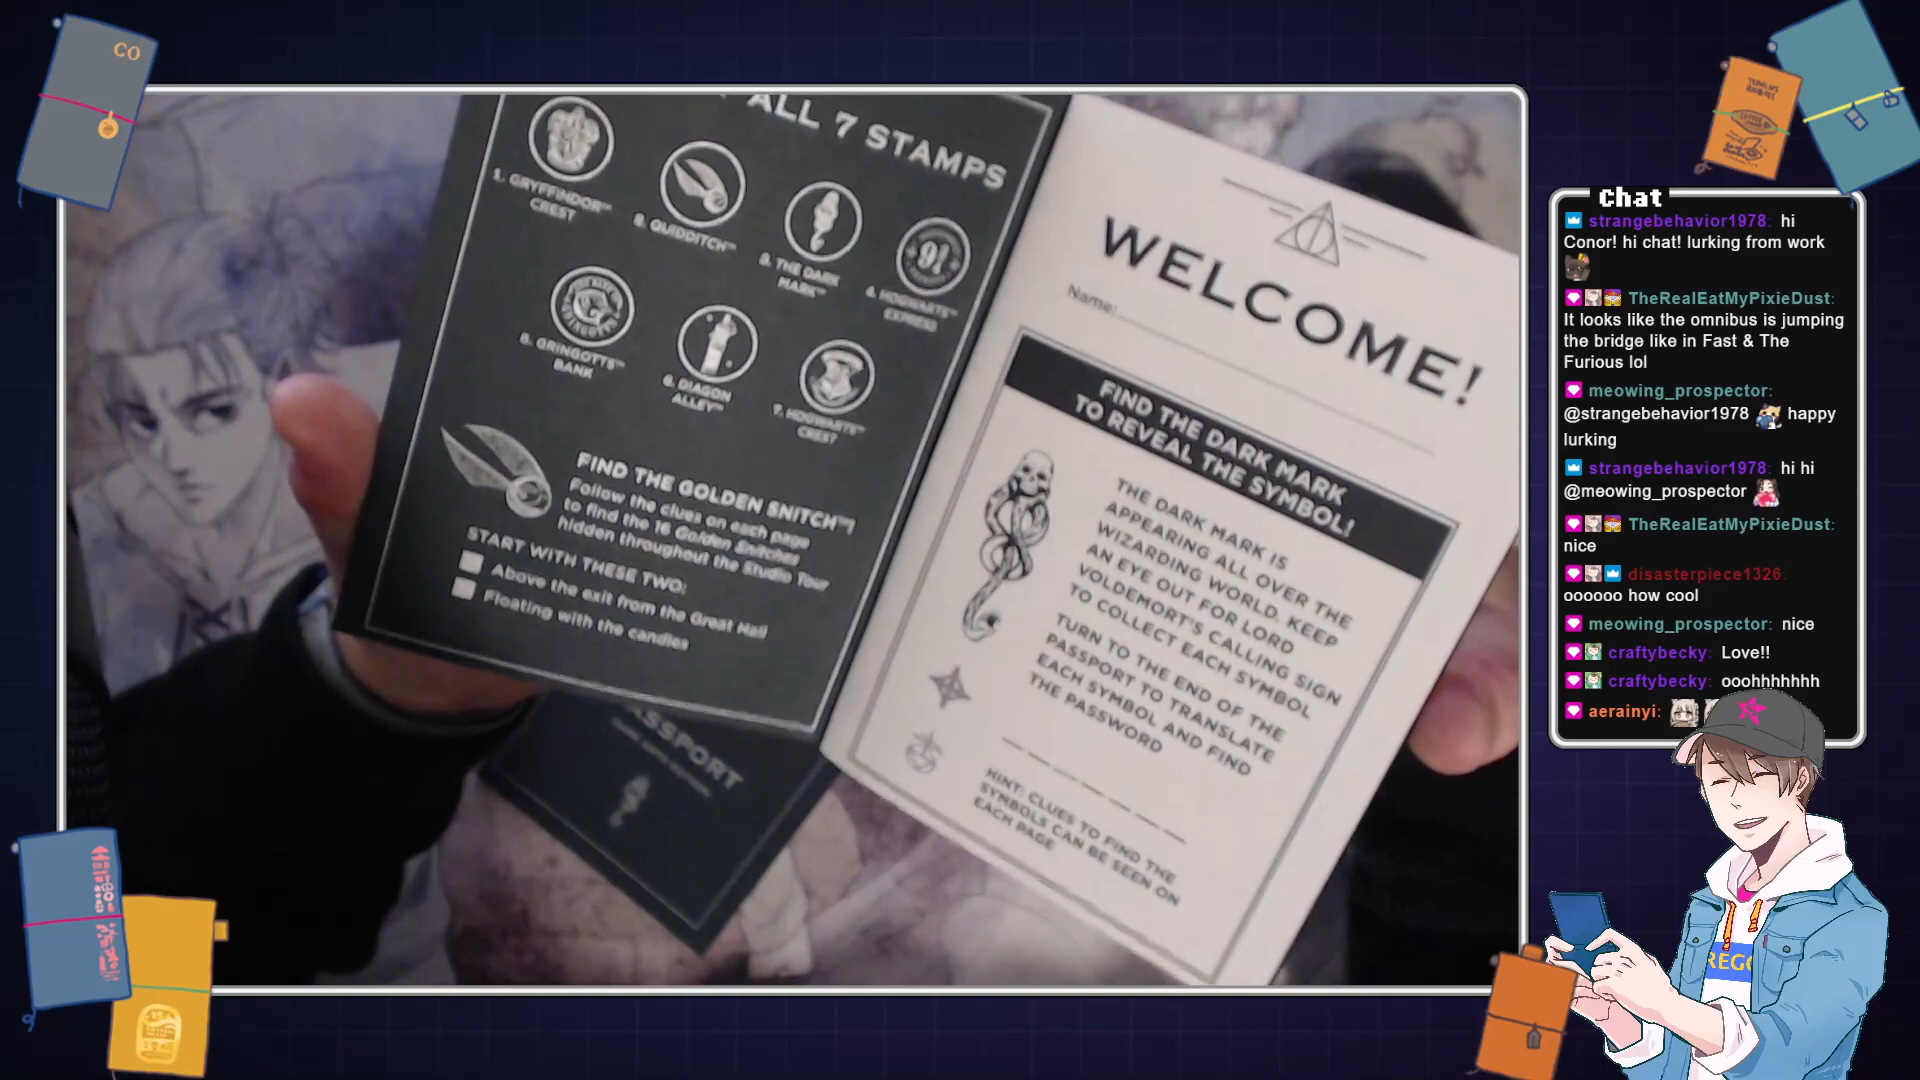 ALL 7 STAMPS
1. GRYFFINDOR™
CREST
2. QUIDDITCH™
3. THE DARK
MARK™
4. HOGWARTS™
EXPRESS
5. GRINGOTTS™
BANK
6. DIAGON
ALLEY™
7. HOGWARTS™
CREST
FIND THE GOLDEN SNITCH™!
Follow the clues on each page
to find the 16 Golden Snitches
hidden throughout the Studio Tour
START WITH THESE TWO:
Above the exit from the Great Hall
Floating with the candles
WELCOME!
Name:
FIND THE DARK MARK
TO REVEAL THE SYMBOL!
THE DARK MARK IS
APPEARING ALL OVER THE
WIZARDING WORLD. KEEP
AN EYE OUT FOR LORD
VOLDEMORT'S CALLING SIGN
TO COLLECT EACH SYMBOL
TURN TO THE END OF THE
PASSPORT TO TRANSLATE
EACH SYMBOL AND FIND
THE PASSWORD
HINT: CLUES TO FIND THE
SYMBOLS CAN BE SEEN ON
EACH PAGE
ASSPORT
chat
strangebehavior1978: hi
Conor! hi chat! lurking from work
TheRealEatMyPixieDust:
It looks like the omnibus is jumping
the bridge like in Fast & The
Furious lol
meowing_prospector:
@strangebehavior1978 happy
lurking
strangebehavior1978: hi hi
@meowing_prospector
TheRealEatMyPixieDust:
nice
disasterpiece1326:
oooooo how cool
meowing_prospector: nice
craftybecky: Love!!
craftybecky: ooohhhhhhh
aerainyi:
CO
REGO